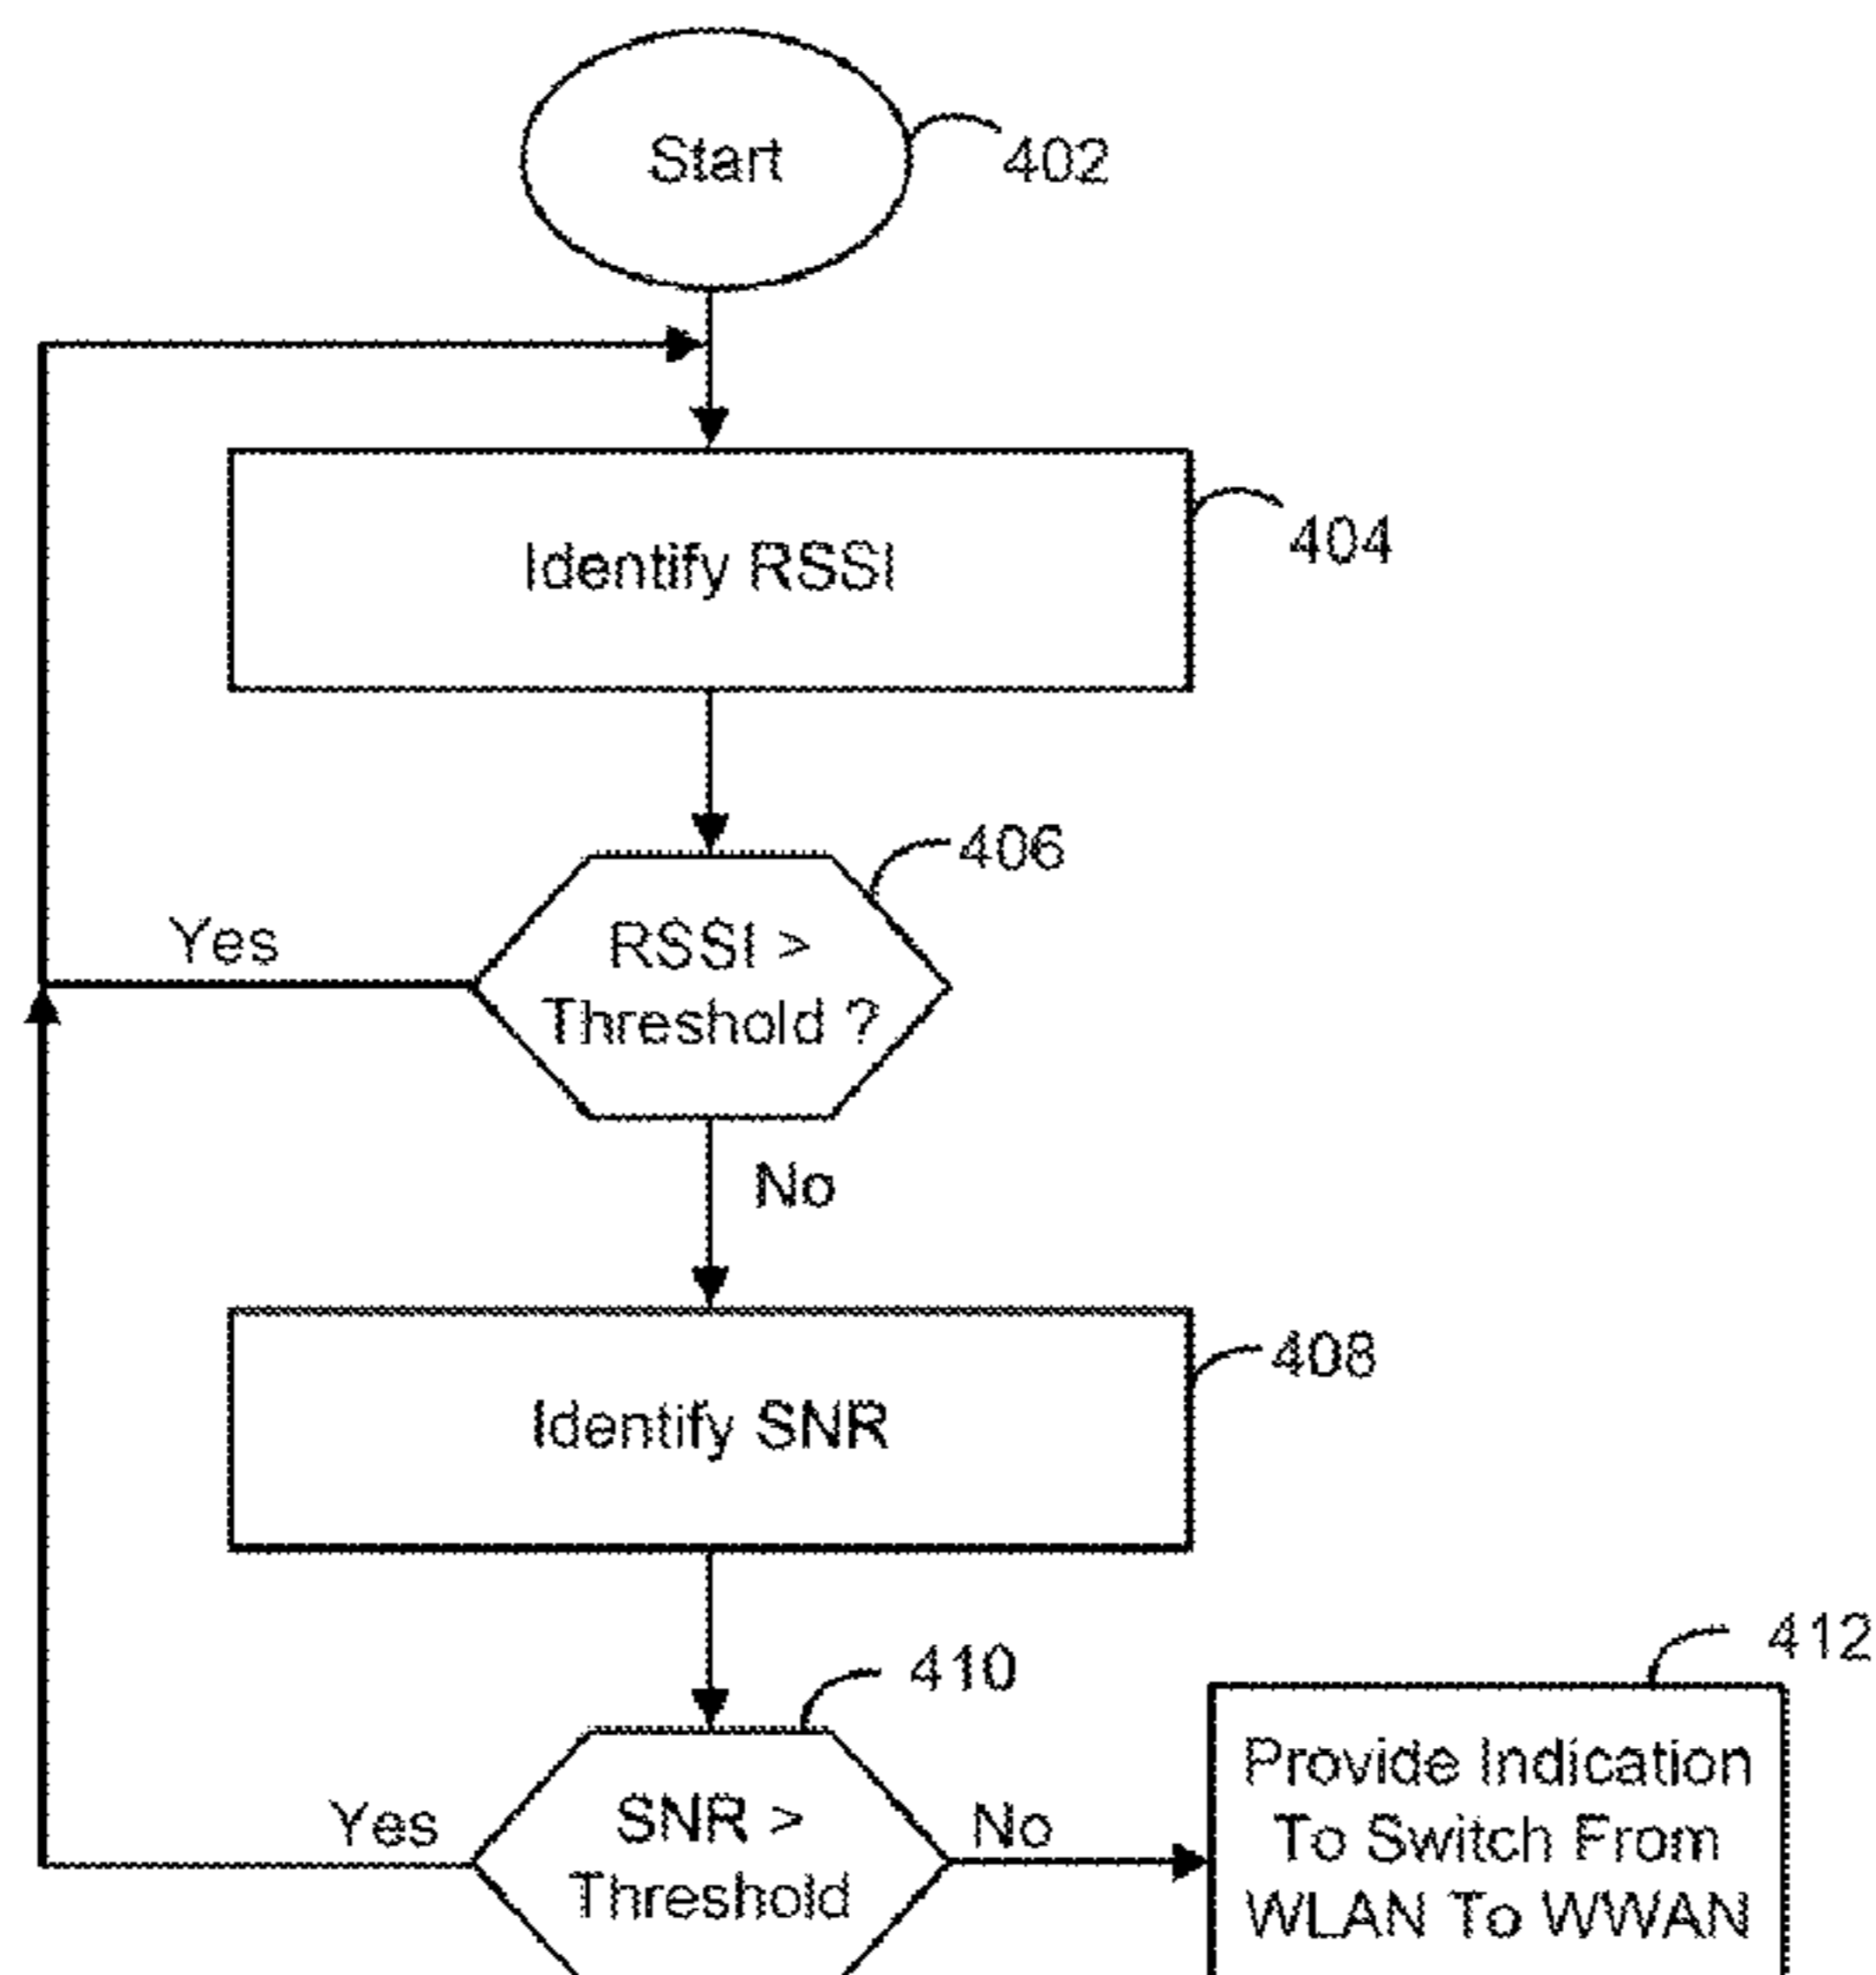 Start
402
Identify RSSI
404
406
RSSI >
Threshold ?
Yes
No
Identify SNR
408
410
SNR >
Threshold
Yes
No
412
Provide Indication
To Switch From
WLAN To WWAN